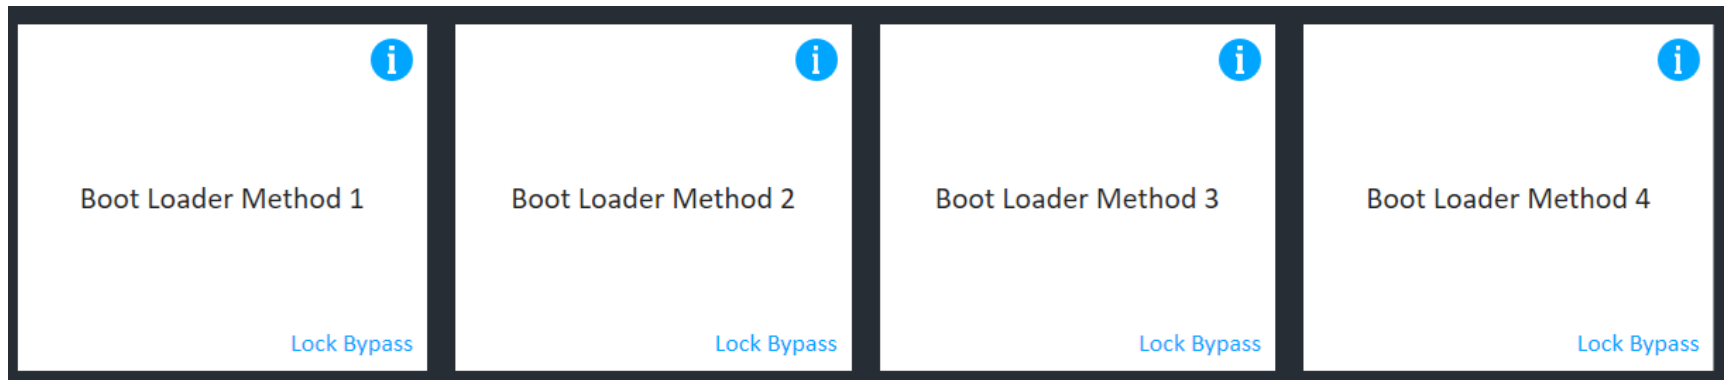 Boot Loader Method 1
Lock Bypass
Boot Loader Method 2
Lock Bypass
Boot Loader Method 3
Lock Bypass
Boot Loader Method 4
Lock Bypass